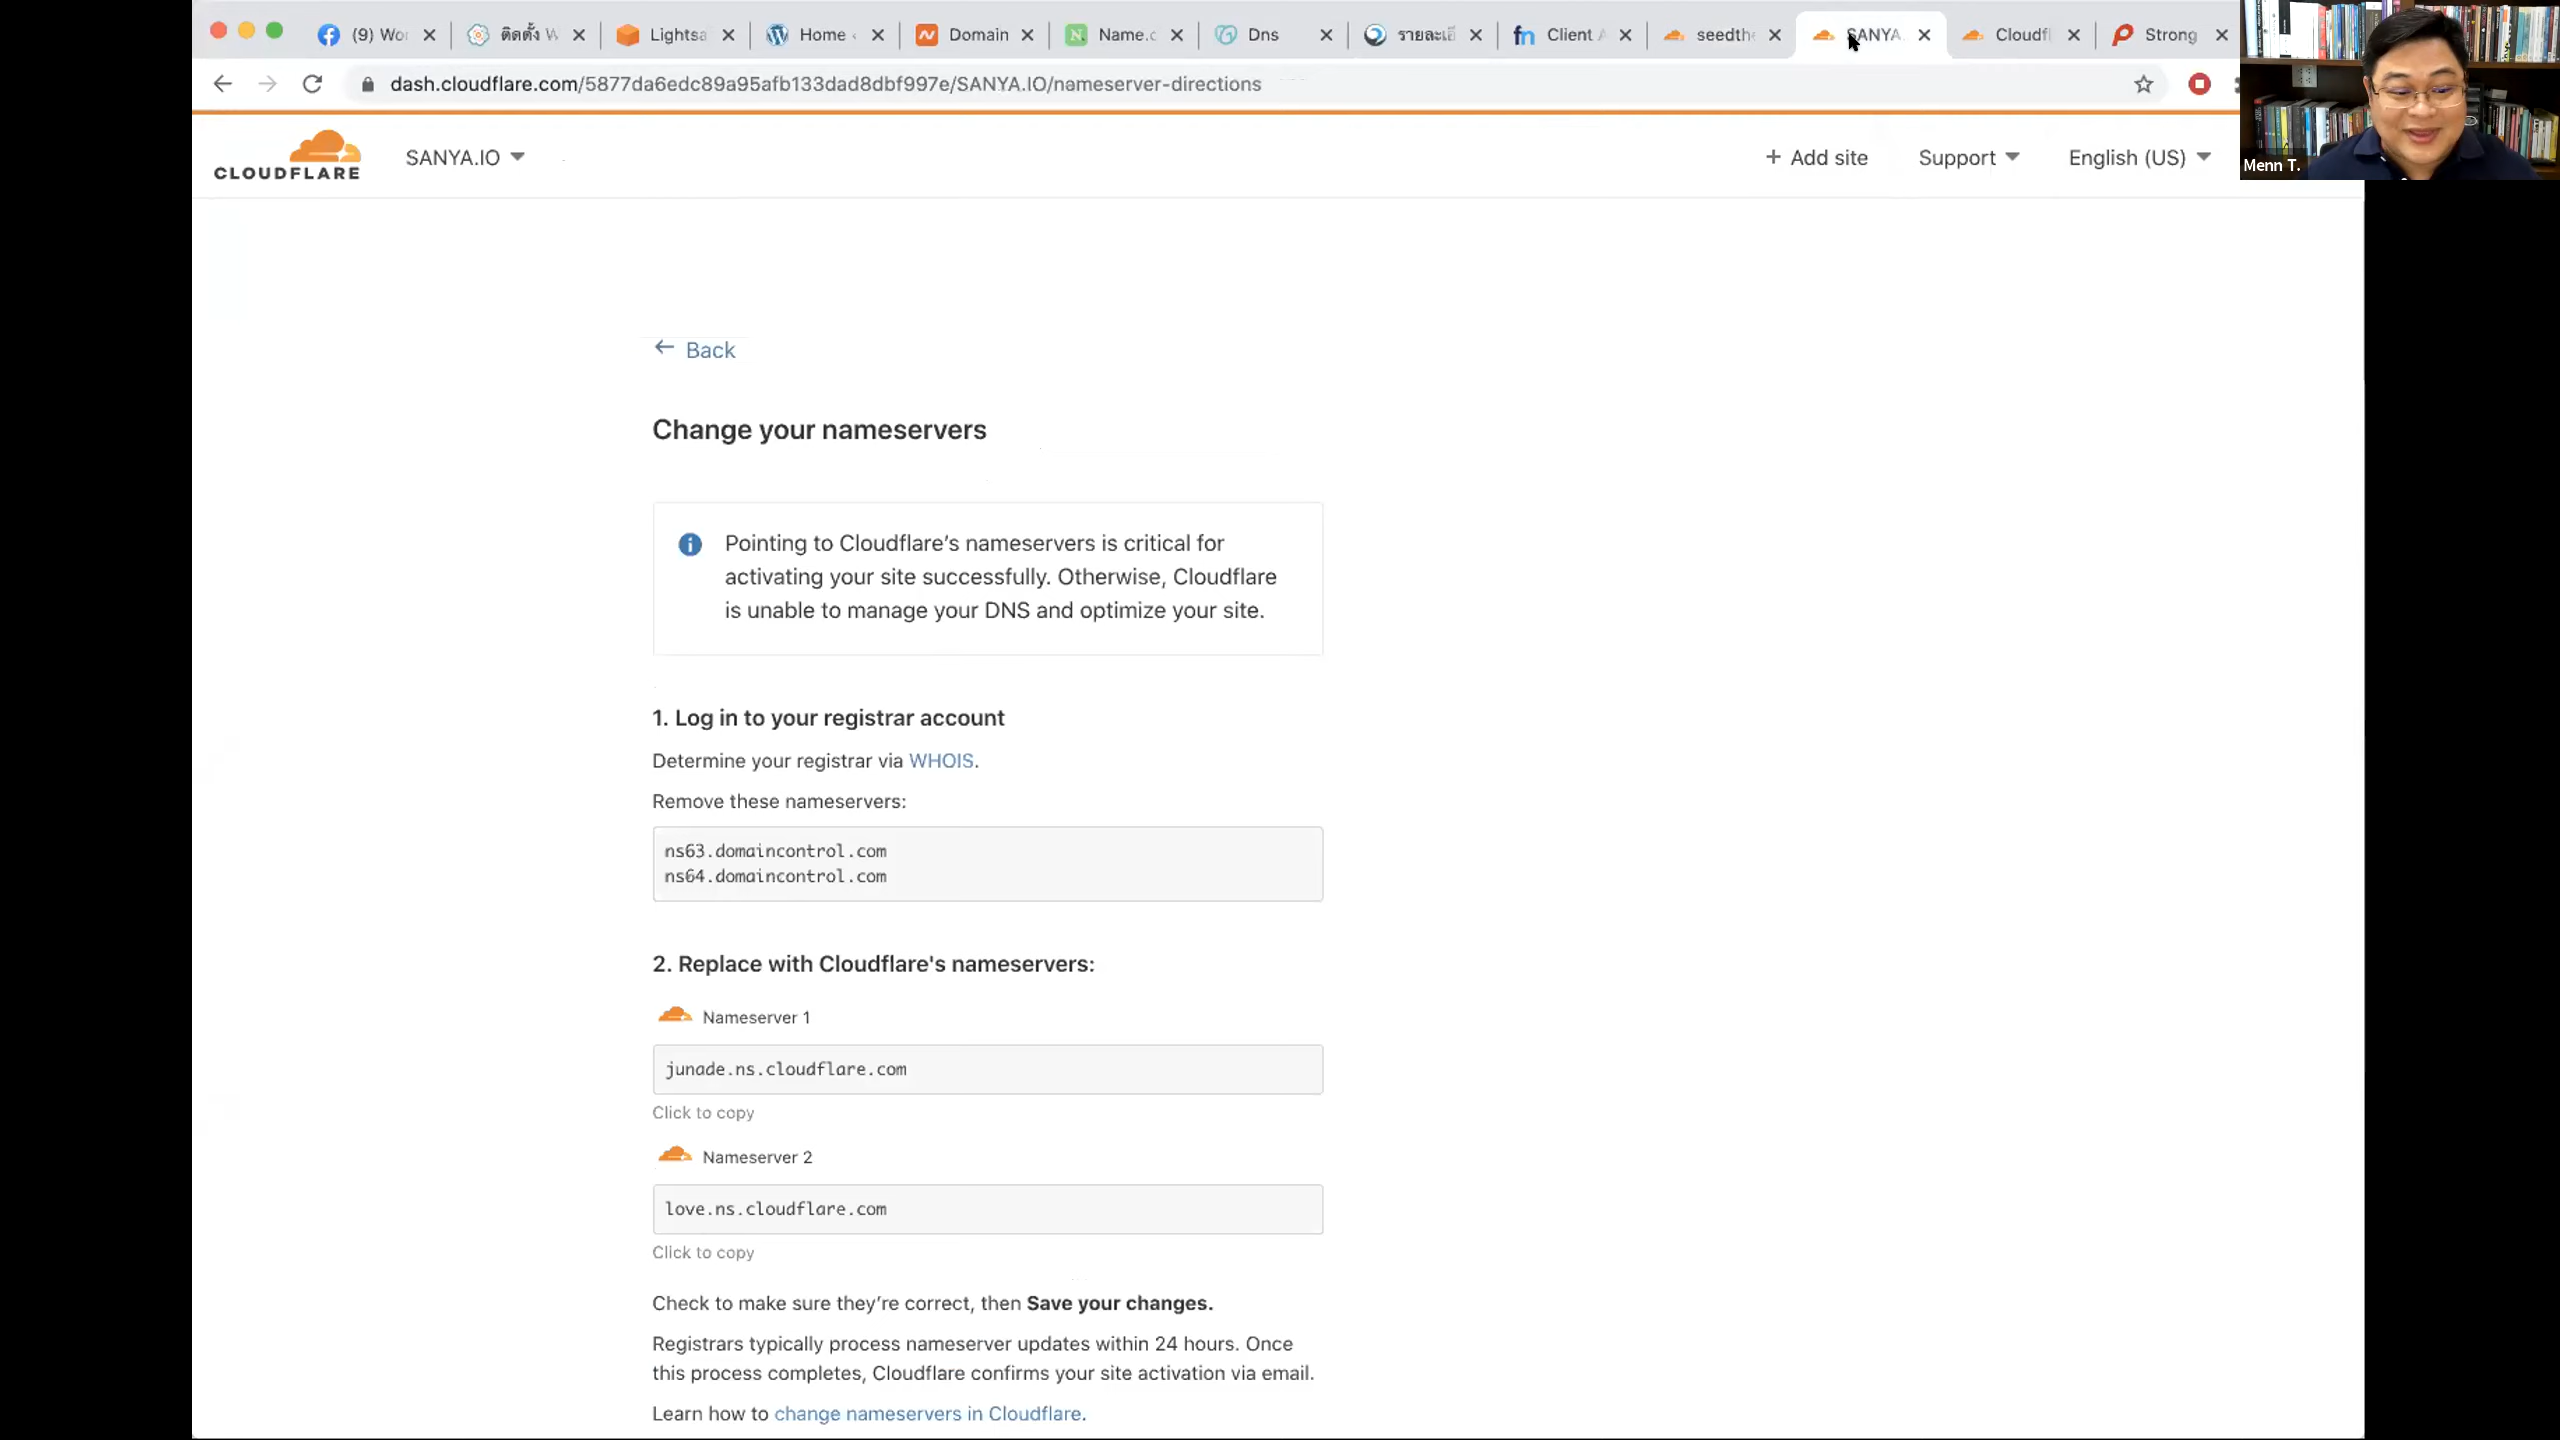 (9) Wo
ติดตั้ง W
Lightsa
Home
Domain
Name.c
Dns
รายละเอี
Client A
seedth
SANYA
Cloudfl
Strong
dash.cloudflare.com/5877da6edc89a95afb133dad8dbf997e/SANYA.IO/nameserver-directions
CLOUDFLARE
SANYA.IO
+ Add site
Support
English (US)
Menn T.
← Back
Change your nameservers
Pointing to Cloudflare’s nameservers is critical for
activating your site successfully. Otherwise, Cloudflare
is unable to manage your DNS and optimize your site.
1. Log in to your registrar account
Determine your registrar via WHOIS.
Remove these nameservers:
ns63.domaincontrol.com
ns64.domaincontrol.com
2. Replace with Cloudflare's nameservers:
Nameserver 1
junade.ns.cloudflare.com
Click to copy
Nameserver 2
love.ns.cloudflare.com
Click to copy
Check to make sure they’re correct, then Save your changes.
Registrars typically process nameserver updates within 24 hours. Once
this process completes, Cloudflare confirms your site activation via email.
Learn how to change nameservers in Cloudflare.